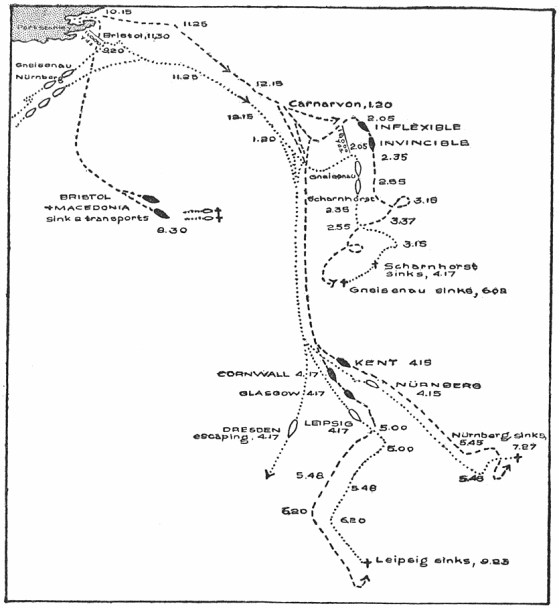 10.15
11.25
Port Stanley
Bristol, 11.30
9.20
Gneisenau
Nürnberg
11.25
12.15
12.15
Carnarvon, 1.20
1.20
2.05
INFLEXIBLE
INVINCIBLE
2.05
2.35
Gneisenau
2.55
Scharnhorst
2.35
3.15
3.37
2.55
3.15
BRISTOL
+MACEDONIA
sink 2 transports
8.30
Scharnhorst
sinks, 4.17
Gneisenau sinks, 6.02
CORNWALL 4.17
KENT 4.15
GLASGOW 4.17
NÜRNBERG
4.15
DRESDEN
escaping, 4.17
LEIPSIG
4.17
5.00
5.00
Nürnberg sinks,
7.27
5.45
5.45
5.48
5.48
6.20
6.20
Leipsig sinks, 9.23